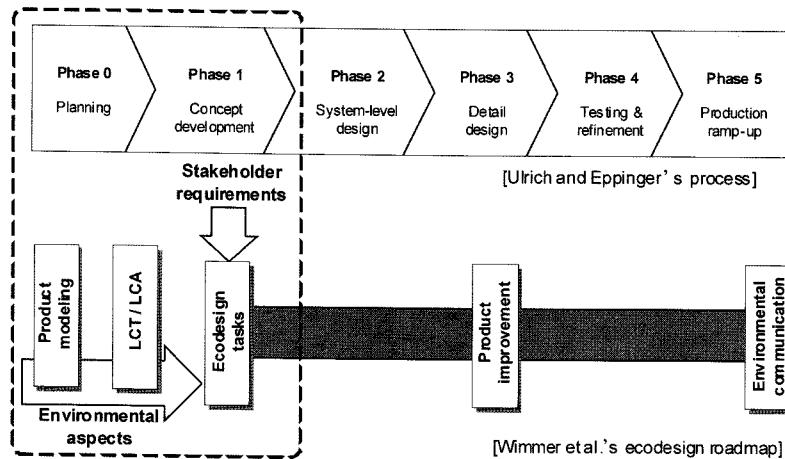 Phase 0
Planning
Phase 1
Concept
development
Phase 2
System-level
design
Phase 3
Detail
design
Phase 4
Testing &
refinement
Phase 5
Production
ramp-up
[Ulrich and Eppinger's process]
Stakeholder
requirements
Product
modeling
LCT / LCA
Ecodesign
tasks
Product
improvement
Environmental
communication
Environmental
aspects
[Wimmer et al.'s ecodesign roadmap]